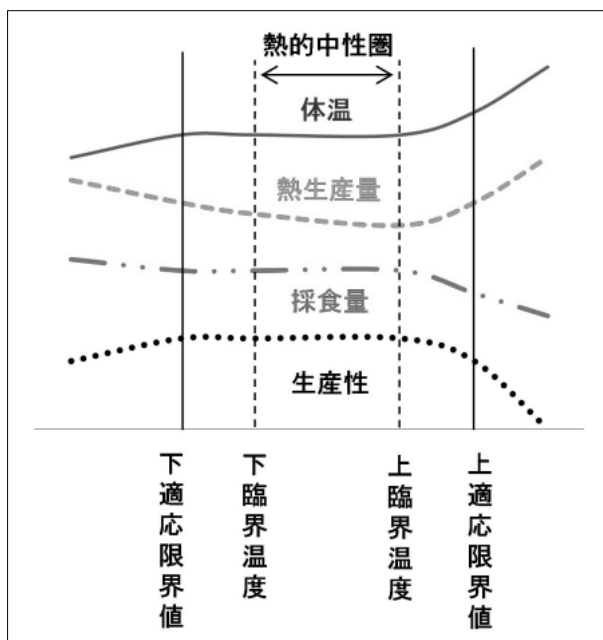 熱的中性圏
体温
熱生産量
採食量
生産性
下適応限界値
下臨界温度
上臨界温度
上適応限界値